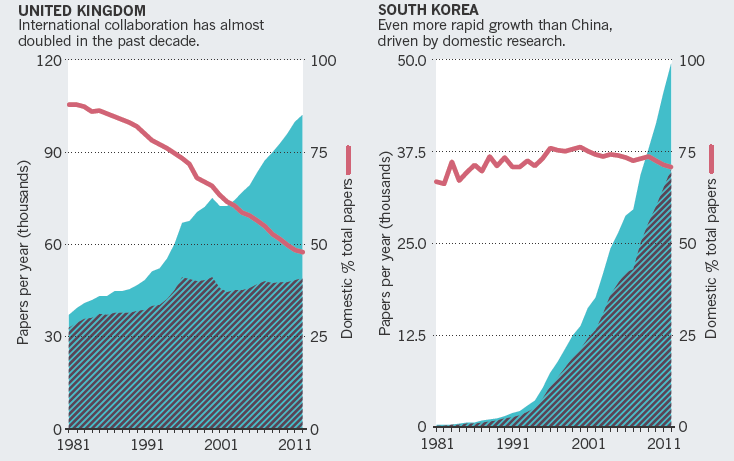 UNITED KINGDOM
International collaboration has almost
doubled in the past decade.
120
90
60
30
0
100
75
50
25
0
Papers per year (thousands)
Domestic % total papers
1981
1991
2001
2011
SOUTH KOREA
Even more rapid growth than China,
driven by domestic research.
50.0
37.5
25.0
12.5
0
100
75
50
25
0
Papers per year (thousands)
Domestic % total papers
1981
1991
2001
2011